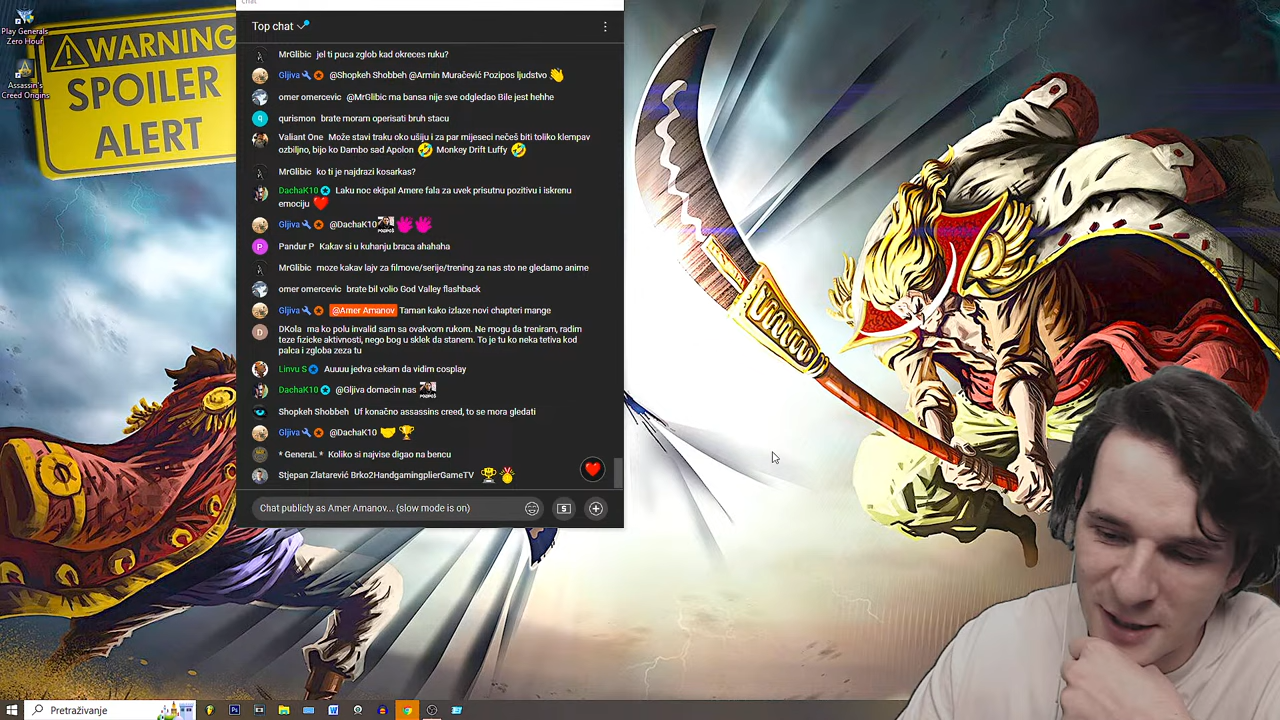 Play Generals
Zero Hour
Assassin's
Creed Origins
WARNING
SPOILER
ALERT
Chat
Top chat
MrGlibic jel ti puca zglob kad okreces ruku?
Gljiva @Shopkeh Shobbeh @Armin Muračević Pozipos ljudstvo
omer omercevic @MrGlibic ma bansa nije sve odgledao Bile jest hehhe
q
qurismon brate moram operisati bruh stacu
Valiant One Može stavi traku oko ušiju i za par mijeseci nečeš biti toliko klempav
ozbiljno, bijo ko Dambo sad Apolon 🤣 Monkey Drift Luffy 🤣
MrGlibic ko ti je najdrazi kosarkas?
DachaK10 Laku noc ekipa! Amere fala za uvek prisutnu pozitivu i iskrenu
emociju ❤️
Gljiva @DachaK10
P
Pandur P Kakav si u kuhanju braca ahahaha
MrGlibic moze kakav lajv za filmove/serije/trening za nas sto ne gledamo anime
omer omercevic brate bil volio God Valley flashback
Gljiva @Amer Amanov Taman kako izlaze novi chapteri mange
D
DKola ma ko polu invalid sam sa ovakvom rukom. Ne mogu da treniram, radim
teze fizicke aktivnosti, nego bog u sklek da stanem. To je tu ko neka tetiva kod
palca i zgloba zeza tu
Linvu S Auuuu jedva cekam da vidim cosplay
DachaK10 @Gljiva domacin nas
Shopkeh Shobbeh Uf konačno assassins creed, to se mora gledati
Gljiva @DachaK10 🤝 🏆
* GeneraL * Koliko si najvise digao na bencu
Stjepan Zlatarević Brko2HandgamingplierGameTV 🏆 🏅
Chat publicly as Amer Amanov... (slow mode is on)
Pretraživanje